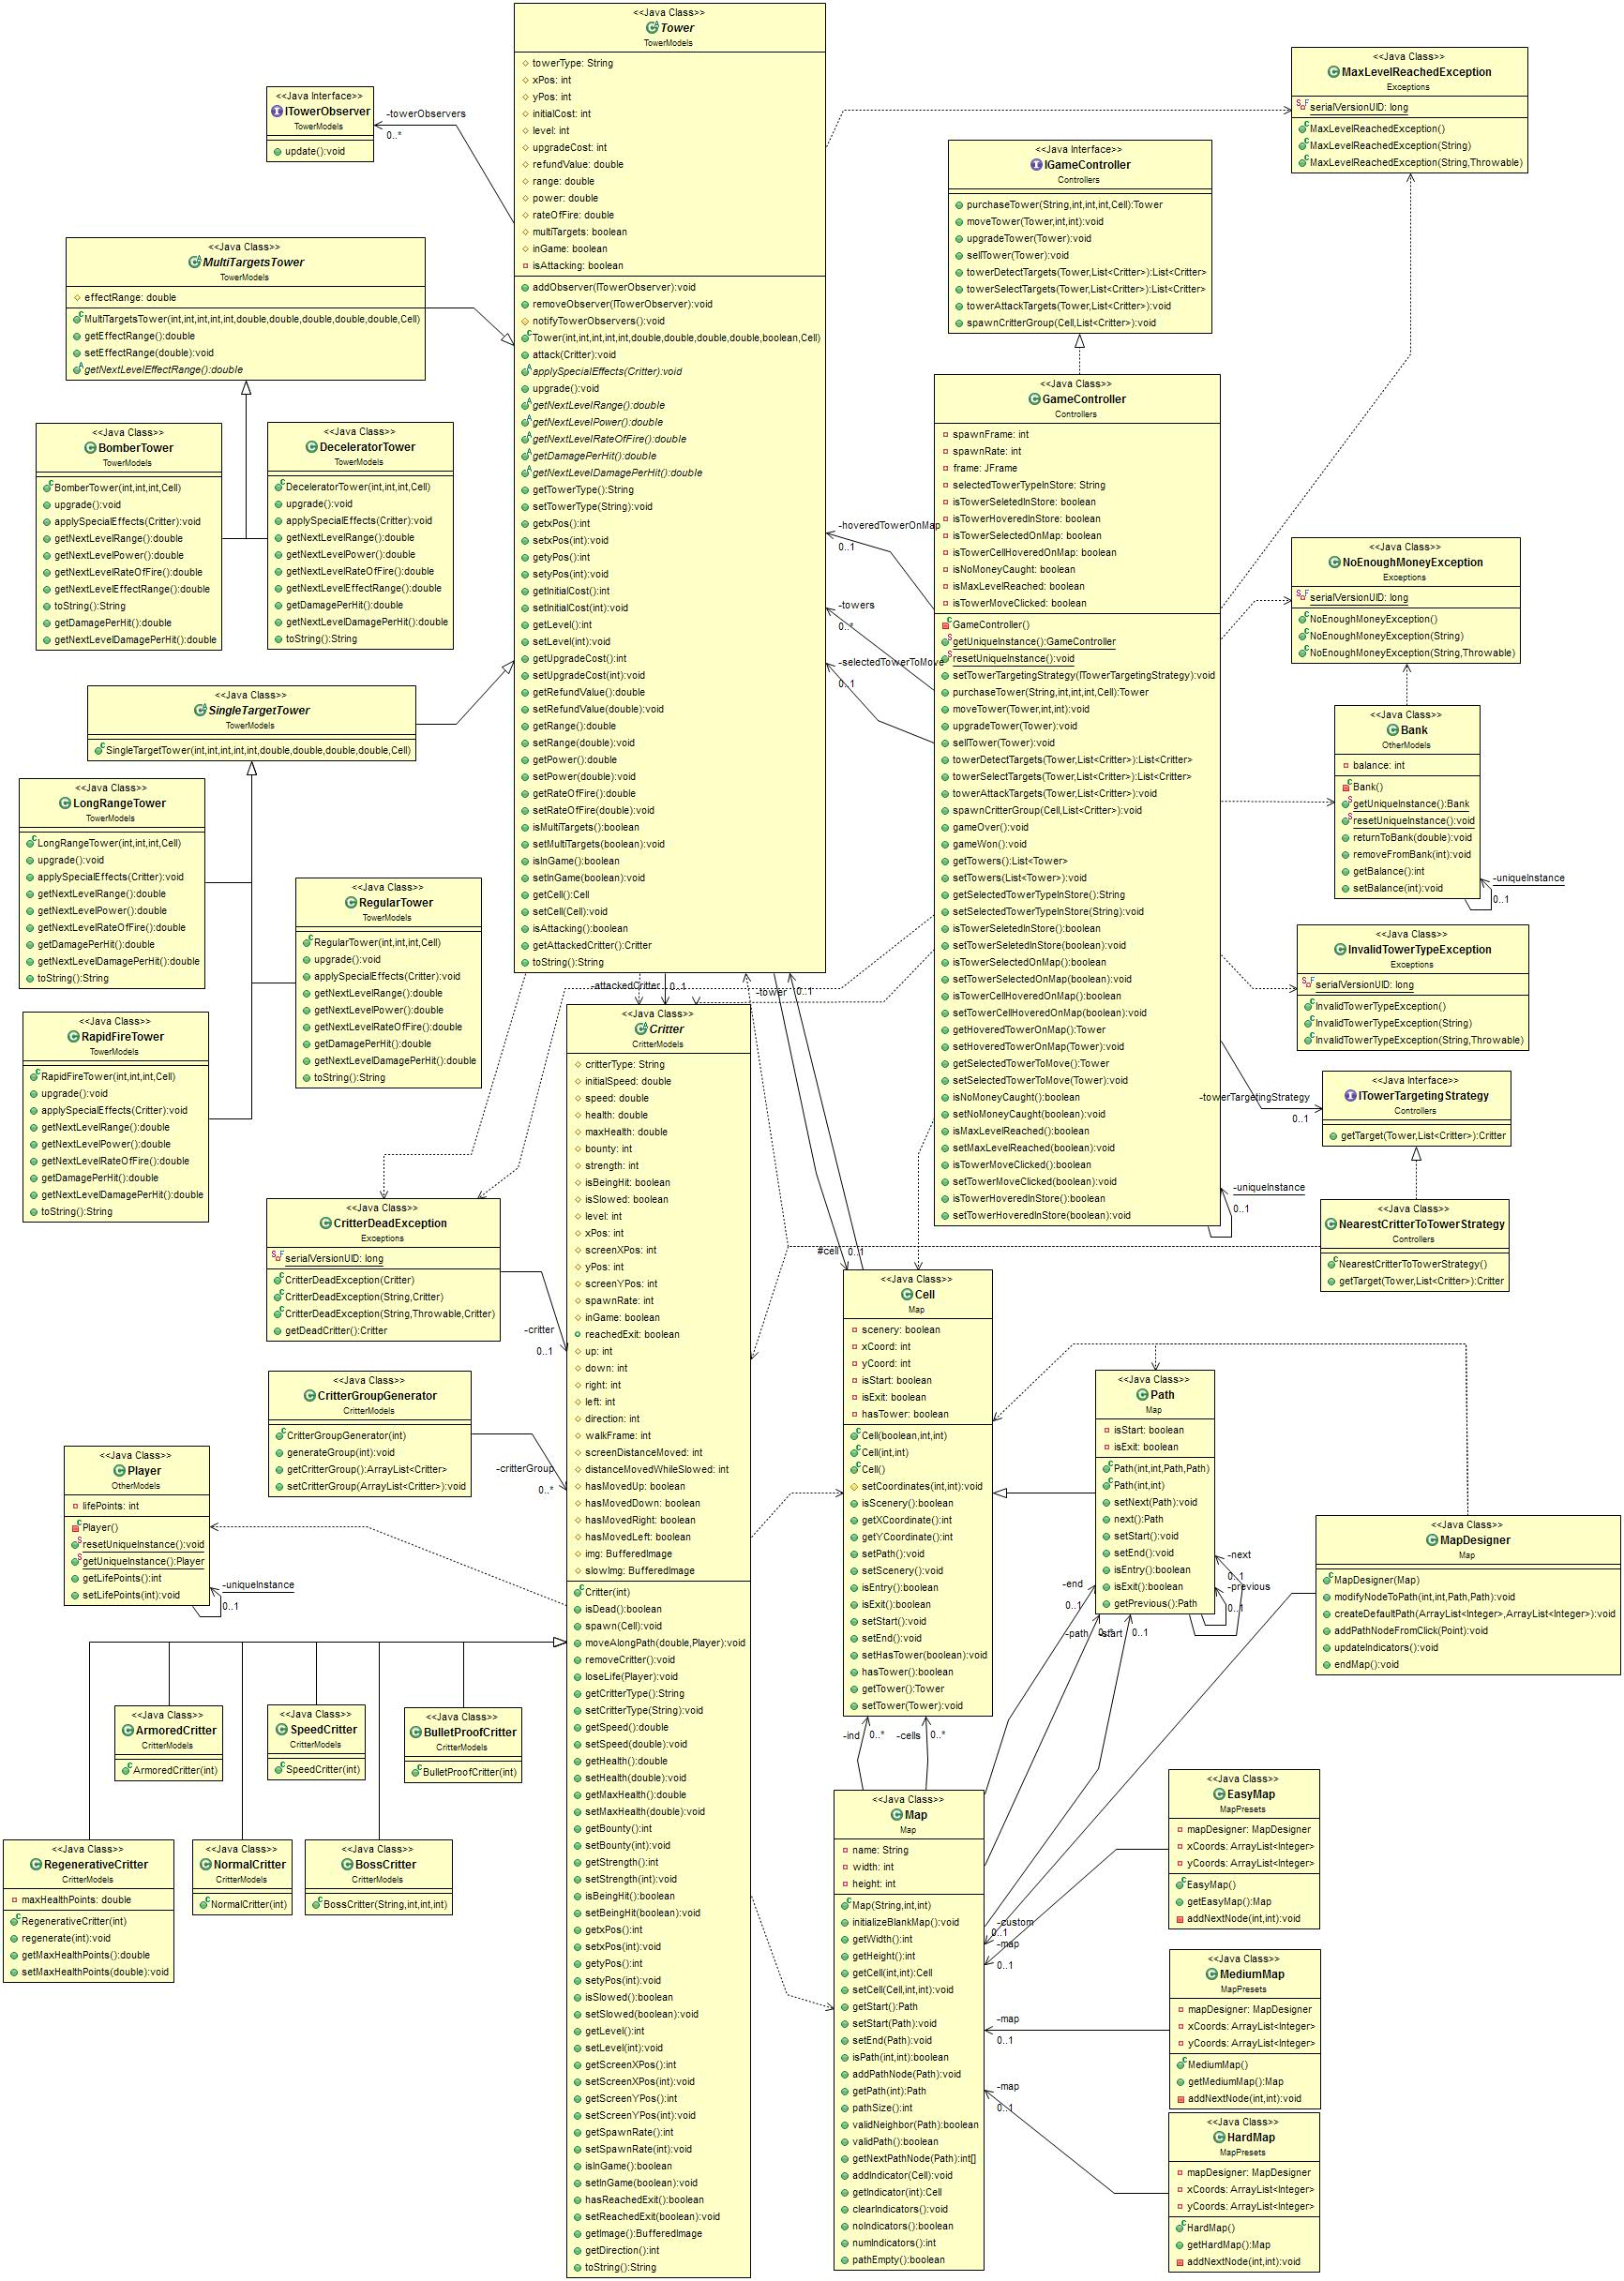 <<Java Class>>
Tower
TowerModels
towerType: String
xPos: int
yPos: int
initialCost: int
level: int
upgradeCost: int
refundValue: double
range: double
power: double
rateOfFire: double
multiTargets: boolean
inGame: boolean
isAttacking: boolean
addObserver(ITowerObserver):void
removeObserver(ITowerObserver):void
notifyTowerObservers():void
Tower(int,int,int,int,int,double,double,double,double,boolean,Cell)
attack(Critter):void
applySpecialEffects(Critter):void
upgrade():void
getNextLevelRange():double
getNextLevelPower():double
getNextLevelRateOfFire():double
getDamagePerHit():double
getNextLevelDamagePerHit():double
getTowerType():String
setTowerType(String):void
getxPos():int
setxPos(int):void
getyPos():int
setyPos(int):void
getInitialCost():int
setInitialCost(int):void
getLevel():int
setLevel(int):void
getUpgradeCost():int
setUpgradeCost(int):void
getRefundValue():double
setRefundValue(double):void
getRange():double
setRange(double):void
getPower():double
setPower(double):void
getRateOfFire():double
setRateOfFire(double):void
isMultiTargets():boolean
setMultiTargets(boolean):void
isInGame():boolean
setInGame(boolean):void
getCell():Cell
setCell(Cell):void
isAttacking():boolean
getAttackedCritter():Critter
toString():String
<<Java Interface>>
ITowerObserver
TowerModels
update():void
-towerObservers
0..*
<<Java Class>>
MaxLevelReachedException
Exceptions
serialVersionUID: long
MaxLevelReachedException()
MaxLevelReachedException(String)
MaxLevelReachedException(String,Throwable)
<<Java Interface>>
IGameController
Controllers
purchaseTower(String,int,int,int,Cell):Tower
moveTower(Tower,int,int):void
upgradeTower(Tower):void
sellTower(Tower):void
towerDetectTargets(Tower,List<Critter>):List<Critter>
towerSelectTargets(Tower,List<Critter>):List<Critter>
towerAttackTargets(Tower,List<Critter>):void
spawnCritterGroup(Cell,List<Critter>):void
<<Java Class>>
MultiTargetsTower
TowerModels
effectRange: double
MultiTargetsTower(int,int,int,int,int,double,double,double,double,double,Cell)
getEffectRange():double
setEffectRange(double):void
getNextLevelEffectRange():double
<<Java Class>>
BomberTower
TowerModels
BomberTower(int,int,int,Cell)
upgrade():void
applySpecialEffects(Critter):void
getNextLevelRange():double
getNextLevelPower():double
getNextLevelRateOfFire():double
getNextLevelEffectRange():double
toString():String
getDamagePerHit():double
getNextLevelDamagePerHit():double
<<Java Class>>
DeceleratorTower
TowerModels
DeceleratorTower(int,int,int,Cell)
upgrade():void
applySpecialEffects(Critter):void
getNextLevelRange():double
getNextLevelPower():double
getNextLevelRateOfFire():double
getNextLevelEffectRange():double
getDamagePerHit():double
getNextLevelDamagePerHit():double
toString():String
<<Java Class>>
GameController
Controllers
spawnFrame: int
spawnRate: int
frame: JFrame
selectedTowerTypeInStore: String
isTowerSeletedInStore: boolean
isTowerHoveredInStore: boolean
isTowerSelectedOnMap: boolean
isTowerCellHoveredOnMap: boolean
isNoMoneyCaught: boolean
isMaxLevelReached: boolean
isTowerMoveClicked: boolean
GameController()
getUniqueInstance():GameController
resetUniqueInstance():void
setTowerTargetingStrategy(ITowerTargetingStrategy):void
purchaseTower(String,int,int,int,Cell):Tower
moveTower(Tower,int,int):void
upgradeTower(Tower):void
sellTower(Tower):void
towerDetectTargets(Tower,List<Critter>):List<Critter>
towerSelectTargets(Tower,List<Critter>):List<Critter>
towerAttackTargets(Tower,List<Critter>):void
spawnCritterGroup(Cell,List<Critter>):void
gameOver():void
gameWon():void
getTowers():List<Tower>
setTowers(List<Tower>):void
getSelectedTowerTypeInStore():String
setSelectedTowerTypeInStore(String):void
isTowerSeletedInStore():boolean
setTowerSeletedInStore(boolean):void
isTowerSelectedOnMap():boolean
setTowerSelectedOnMap(boolean):void
isTowerCellHoveredOnMap():boolean
setTowerCellHoveredOnMap(boolean):void
getHoveredTowerOnMap():Tower
setHoveredTowerOnMap(Tower):void
getSelectedTowerToMove():Tower
setSelectedTowerToMove(Tower):void
isNoMoneyCaught():boolean
setNoMoneyCaught(boolean):void
isMaxLevelReached():boolean
setMaxLevelReached(boolean):void
isTowerMoveClicked():boolean
setTowerMoveClicked(boolean):void
isTowerHoveredInStore():boolean
setTowerHoveredInStore(boolean):void
-hoveredTowerOnMap
0..1
-towers
0..*
-selectedTowerToMove
0..1
-uniqueInstance
0..1
<<Java Class>>
NoEnoughMoneyException
Exceptions
serialVersionUID: long
NoEnoughMoneyException()
NoEnoughMoneyException(String)
NoEnoughMoneyException(String,Throwable)
<<Java Class>>
Bank
OtherModels
balance: int
Bank()
getUniqueInstance():Bank
resetUniqueInstance():void
returnToBank(double):void
removeFromBank(int):void
getBalance():int
setBalance(int):void
-uniqueInstance
0..1
<<Java Class>>
InvalidTowerTypeException
Exceptions
serialVersionUID: long
InvalidTowerTypeException()
InvalidTowerTypeException(String)
InvalidTowerTypeException(String,Throwable)
<<Java Interface>>
ITowerTargetingStrategy
Controllers
getTarget(Tower,List<Critter>):Critter
-towerTargetingStrategy
0..1
<<Java Class>>
NearestCritterToTowerStrategy
Controllers
NearestCritterToTowerStrategy()
getTarget(Tower,List<Critter>):Critter
<<Java Class>>
SingleTargetTower
TowerModels
SingleTargetTower(int,int,int,int,int,double,double,double,double,Cell)
<<Java Class>>
LongRangeTower
TowerModels
LongRangeTower(int,int,int,Cell)
upgrade():void
applySpecialEffects(Critter):void
getNextLevelRange():double
getNextLevelPower():double
getNextLevelRateOfFire():double
getDamagePerHit():double
getNextLevelDamagePerHit():double
toString():String
<<Java Class>>
RegularTower
TowerModels
RegularTower(int,int,int,Cell)
upgrade():void
applySpecialEffects(Critter):void
getNextLevelRange():double
getNextLevelPower():double
getNextLevelRateOfFire():double
getDamagePerHit():double
getNextLevelDamagePerHit():double
toString():String
<<Java Class>>
RapidFireTower
TowerModels
RapidFireTower(int,int,int,Cell)
upgrade():void
applySpecialEffects(Critter):void
getNextLevelRange():double
getNextLevelPower():double
getNextLevelRateOfFire():double
getDamagePerHit():double
getNextLevelDamagePerHit():double
toString():String
-attackedCritter
0..1
-tower
0..1
#cell
0..1
<<Java Class>>
Critter
CritterModels
critterType: String
initialSpeed: double
speed: double
health: double
maxHealth: double
bounty: int
strength: int
isBeingHit: boolean
isSlowed: boolean
level: int
xPos: int
screenXPos: int
yPos: int
screenYPos: int
spawnRate: int
inGame: boolean
reachedExit: boolean
up: int
down: int
right: int
left: int
direction: int
walkFrame: int
screenDistanceMoved: int
distanceMovedWhileSlowed: int
hasMovedUp: boolean
hasMovedDown: boolean
hasMovedRight: boolean
hasMovedLeft: boolean
img: BufferedImage
slowImg: BufferedImage
Critter(int)
isDead():boolean
spawn(Cell):void
moveAlongPath(double,Player):void
removeCritter():void
loseLife(Player):void
getCritterType():String
setCritterType(String):void
getSpeed():double
setSpeed(double):void
getHealth():double
setHealth(double):void
getMaxHealth():double
setMaxHealth(double):void
getBounty():int
setBounty(int):void
getStrength():int
setStrength(int):void
isBeingHit():boolean
setBeingHit(boolean):void
getxPos():int
setxPos(int):void
getyPos():int
setyPos(int):void
isSlowed():boolean
setSlowed(boolean):void
getLevel():int
setLevel(int):void
getScreenXPos():int
setScreenXPos(int):void
getScreenYPos():int
setScreenYPos(int):void
getSpawnRate():int
setSpawnRate(int):void
isInGame():boolean
setInGame(boolean):void
hasReachedExit():boolean
setReachedExit(boolean):void
getImage():BufferedImage
getDirection():int
toString():String
<<Java Class>>
CritterDeadException
Exceptions
serialVersionUID: long
CritterDeadException(Critter)
CritterDeadException(String,Critter)
CritterDeadException(String,Throwable,Critter)
getDeadCritter():Critter
-critter
0..1
<<Java Class>>
CritterGroupGenerator
CritterModels
CritterGroupGenerator(int)
generateGroup(int):void
getCritterGroup():ArrayList<Critter>
setCritterGroup(ArrayList<Critter>):void
-critterGroup
0..*
<<Java Class>>
Player
OtherModels
lifePoints: int
Player()
resetUniqueInstance():void
getUniqueInstance():Player
getLifePoints():int
setLifePoints(int):void
-uniqueInstance
0..1
<<Java Class>>
ArmoredCritter
CritterModels
ArmoredCritter(int)
<<Java Class>>
SpeedCritter
CritterModels
SpeedCritter(int)
<<Java Class>>
BulletProofCritter
CritterModels
BulletProofCritter(int)
<<Java Class>>
RegenerativeCritter
CritterModels
maxHealthPoints: double
RegenerativeCritter(int)
regenerate(int):void
getMaxHealthPoints():double
setMaxHealthPoints(double):void
<<Java Class>>
NormalCritter
CritterModels
NormalCritter(int)
<<Java Class>>
BossCritter
CritterModels
BossCritter(String,int,int,int)
<<Java Class>>
Cell
Map
scenery: boolean
xCoord: int
yCoord: int
isStart: boolean
isExit: boolean
hasTower: boolean
Cell(boolean,int,int)
Cell(int,int)
Cell()
setCoordinates(int,int):void
isScenery():boolean
getXCoordinate():int
getYCoordinate():int
setPath():void
setScenery():void
isEntry():boolean
isExit():boolean
setStart():void
setEnd():void
setHasTower(boolean):void
hasTower():boolean
getTower():Tower
setTower(Tower):void
<<Java Class>>
Path
Map
isStart: boolean
isExit: boolean
Path(int,int,Path,Path)
Path(int,int)
setNext(Path):void
next():Path
setStart():void
setEnd():void
isEntry():boolean
isExit():boolean
getPrevious():Path
-next
0..1
-previous
0..1
-end
0..1
-path
0..*
-start
0..1
<<Java Class>>
MapDesigner
Map
MapDesigner(Map)
modifyNodeToPath(int,int,Path,Path):void
createDefaultPath(ArrayList<Integer>,ArrayList<Integer>):void
addPathNodeFromClick(Point):void
updateIndicators():void
endMap():void
-ind
0..*
-cells
0..*
<<Java Class>>
Map
Map
name: String
width: int
height: int
Map(String,int,int)
initializeBlankMap():void
getWidth():int
getHeight():int
getCell(int,int):Cell
setCell(Cell,int,int):void
getStart():Path
setStart(Path):void
setEnd(Path):void
isPath(int,int):boolean
addPathNode(Path):void
getPath(int):Path
pathSize():int
validNeighbor(Path):boolean
validPath():boolean
getNextPathNode(Path):int[]
addIndicator(Cell):void
getIndicator(int):Cell
clearIndicators():void
noIndicators():boolean
numIndicators():int
pathEmpty():boolean
-custom
0..1
-map
0..1
-map
0..1
-map
0..1
<<Java Class>>
EasyMap
MapPresets
mapDesigner: MapDesigner
xCoords: ArrayList<Integer>
yCoords: ArrayList<Integer>
EasyMap()
getEasyMap():Map
addNextNode(int,int):void
<<Java Class>>
MediumMap
MapPresets
mapDesigner: MapDesigner
xCoords: ArrayList<Integer>
yCoords: ArrayList<Integer>
MediumMap()
getMediumMap():Map
addNextNode(int,int):void
<<Java Class>>
HardMap
MapPresets
mapDesigner: MapDesigner
xCoords: ArrayList<Integer>
yCoords: ArrayList<Integer>
HardMap()
getHardMap():Map
addNextNode(int,int):void